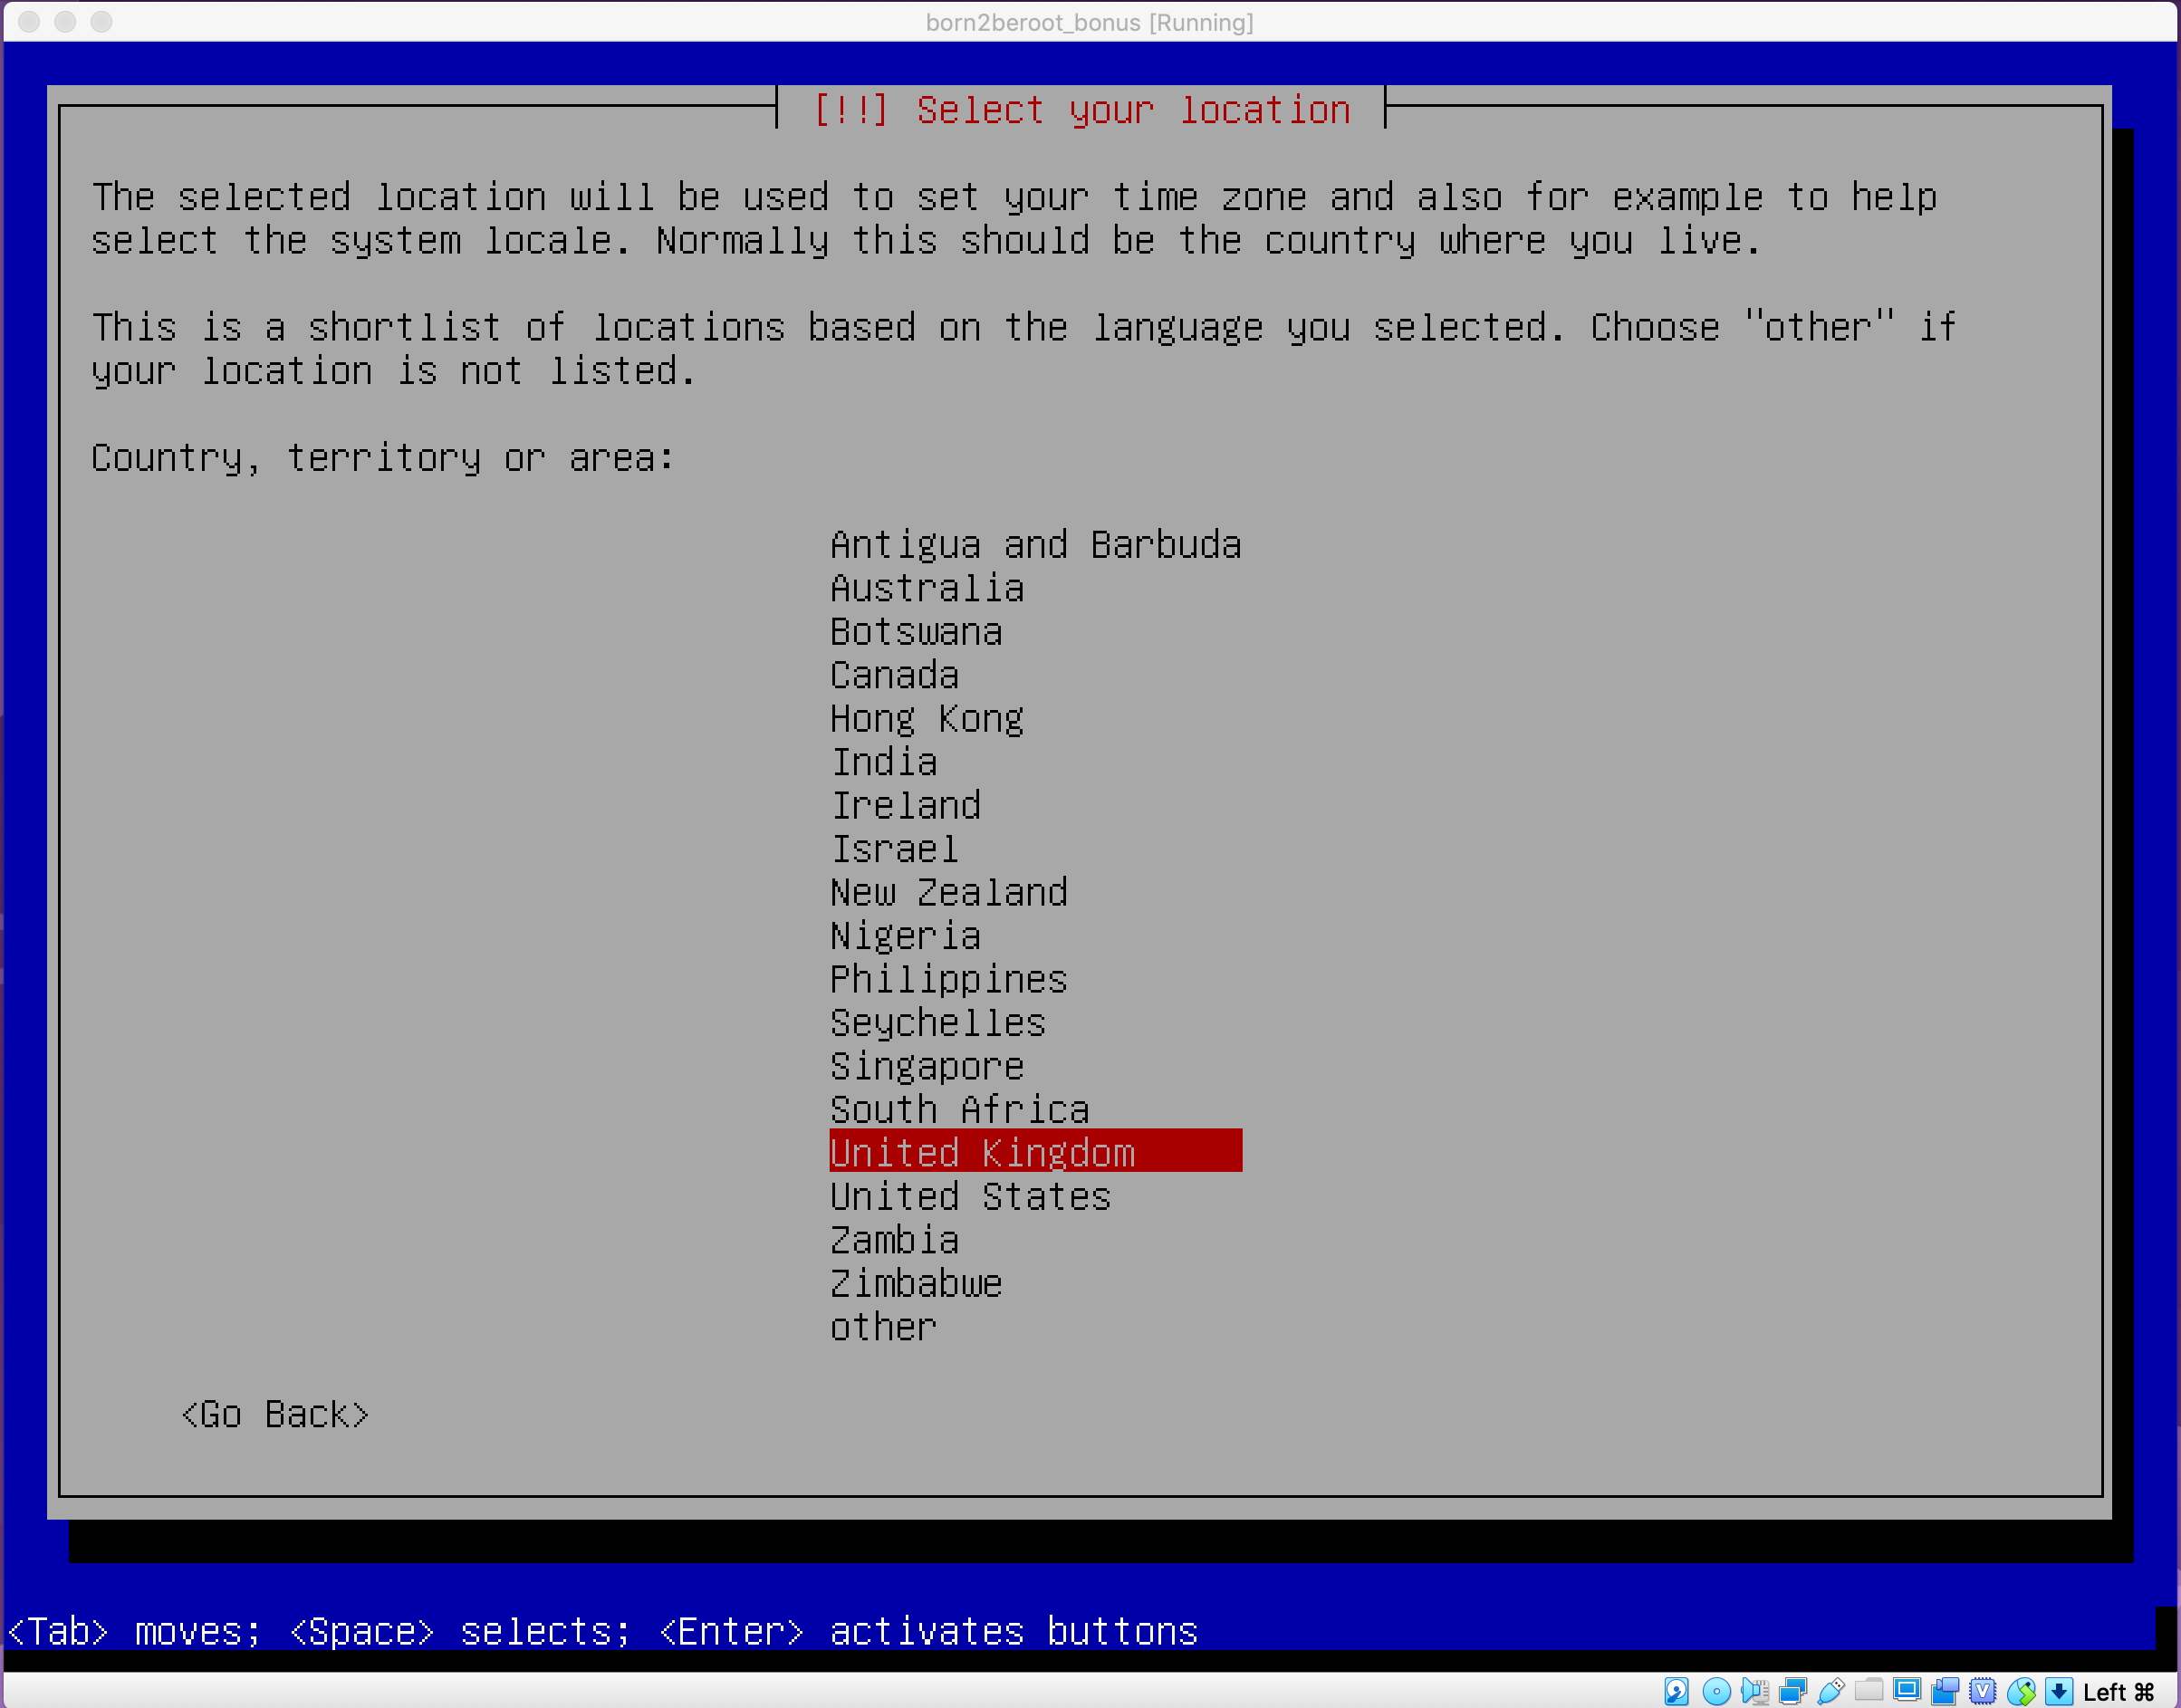 born2beroot_bonus [Running]
[!!] Select your location
The selected location will be used to set your time zone and also for example to help
select the system locale. Normally this should be the country where you live.
This is a shortlist of locations based on the language you selected. Choose "other" if
your location is not listed.
Country, territory or area:
Antigua and Barbuda
Australia
Botswana
Canada
Hong Kong
India
Ireland
Israel
New Zealand
Nigeria
Philippines
Seychelles
Singapore
South Africa
United Kingdom
United States
Zambia
Zimbabwe
other
<Go Back>
<Tab> moves; <Space> selects; <Enter> activates buttons
Left ⌘